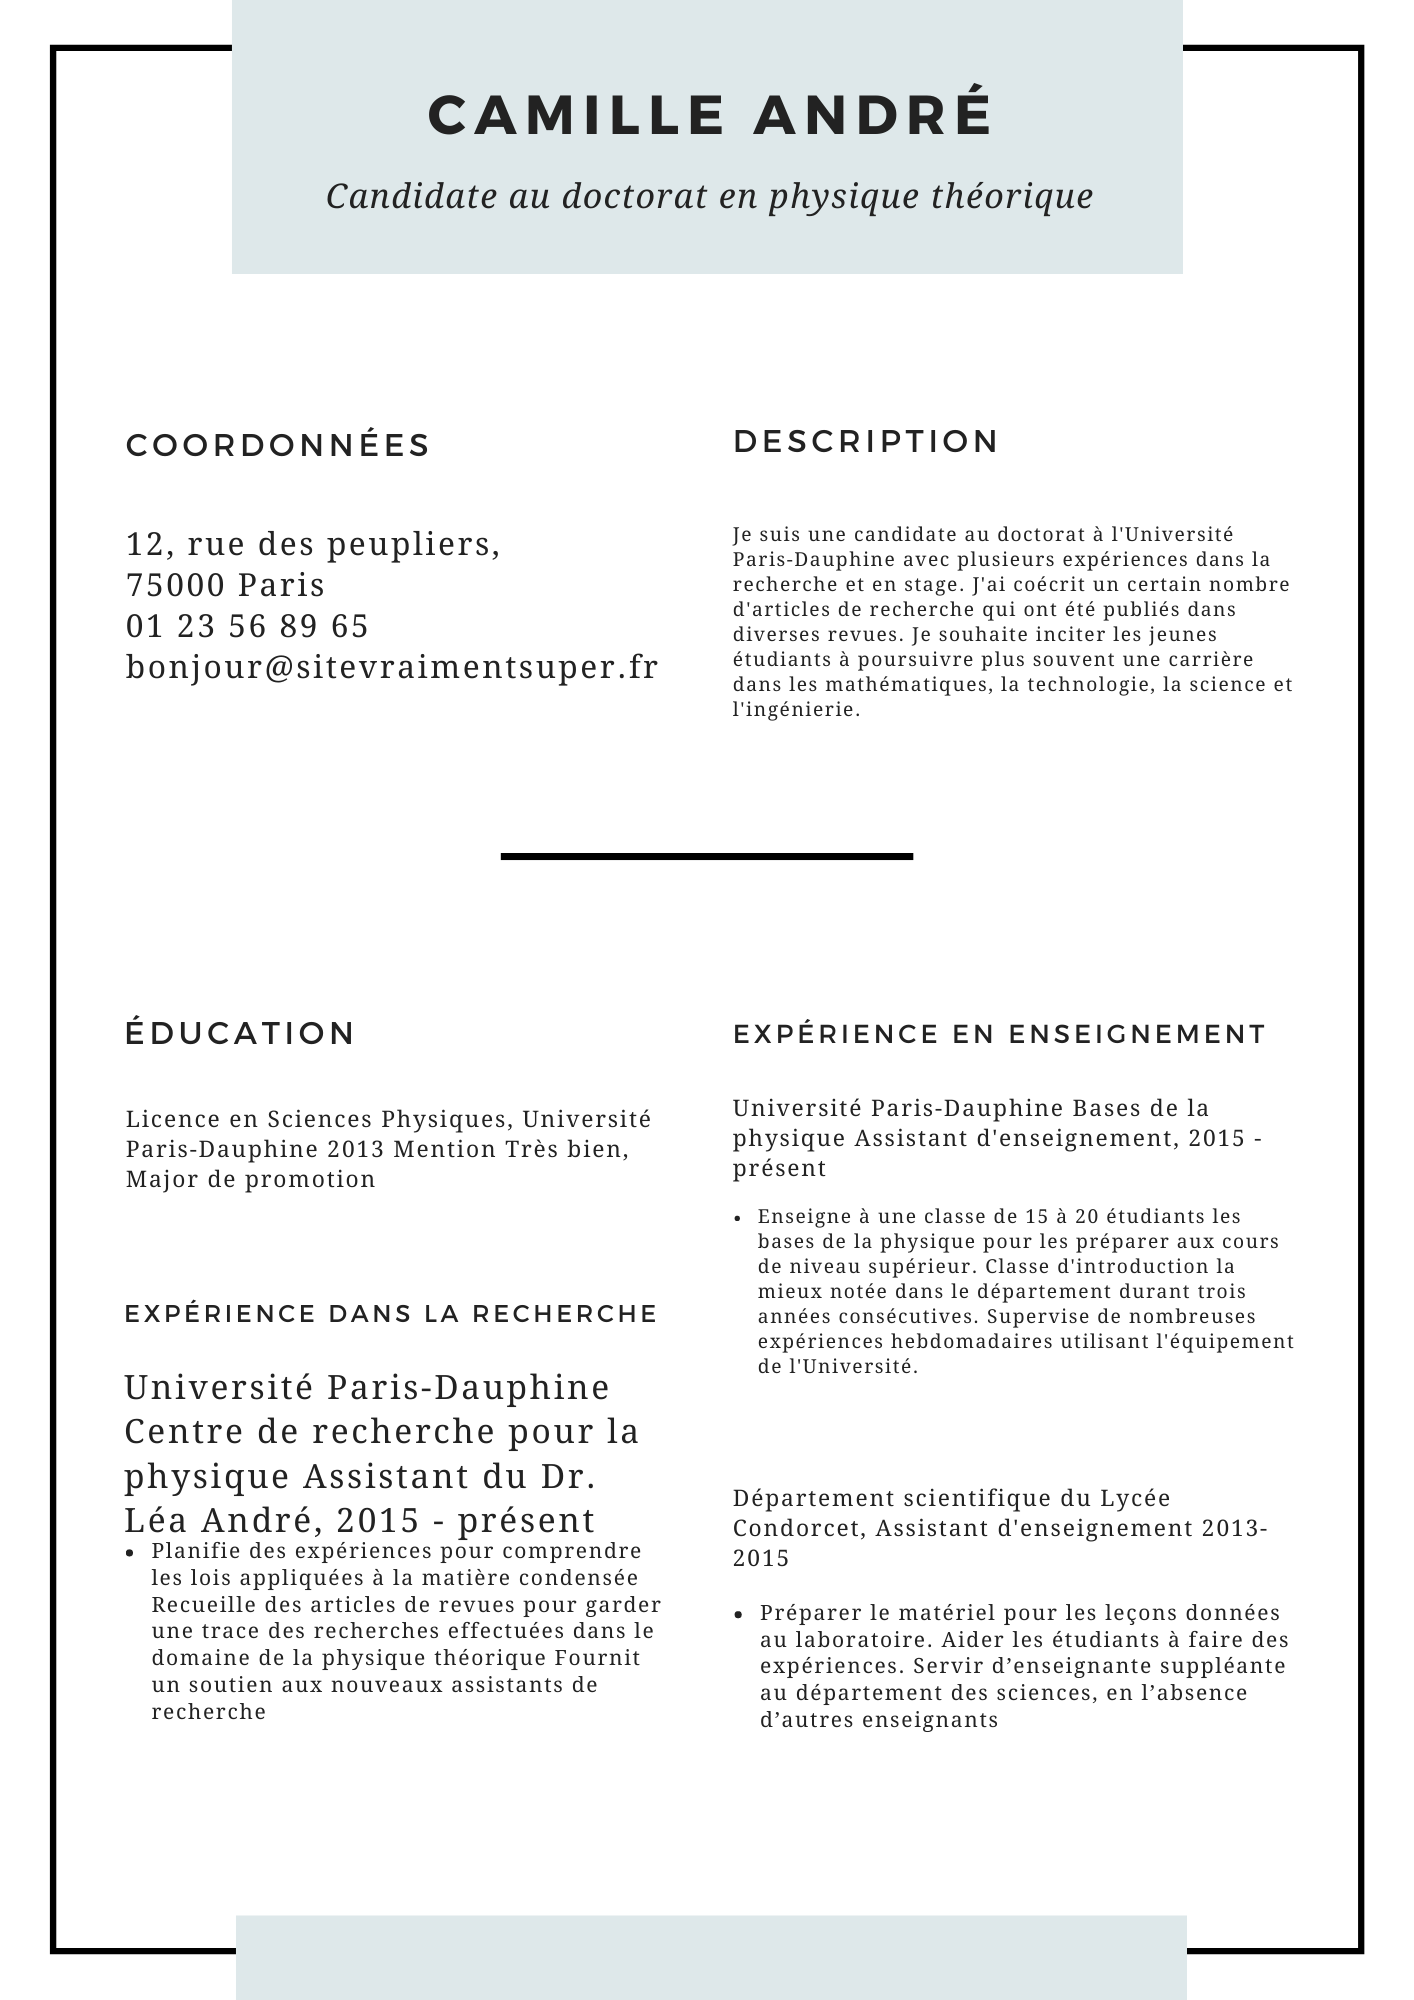 CAMILLE ANDRÉ
Candidate au doctorat en physique théorique
COORDONNÉES
12, rue des peupliers,
75000 Paris
01 23 56 89 65
bonjour@sitevraimentsuper.fr
DESCRIPTION
Je suis une candidate au doctorat à l'Université
Paris-Dauphine avec plusieurs expériences dans la
recherche et en stage. J'ai coécrit un certain nombre
d'articles de recherche qui ont été publiés dans
diverses revues. Je souhaite inciter les jeunes
étudiants à poursuivre plus souvent une carrière
dans les mathématiques, la technologie, la science et
l'ingénierie.
ÉDUCATION
Licence en Sciences Physiques, Université
Paris-Dauphine 2013 Mention Très bien,
Major de promotion
EXPÉRIENCE DANS LA RECHERCHE
Université Paris-Dauphine
Centre de recherche pour la
physique Assistant du Dr.
Léa André, 2015 - présent
• Planifie des expériences pour comprendre
les lois appliquées à la matière condensée
Recueille des articles de revues pour garder
une trace des recherches effectuées dans le
domaine de la physique théorique Fournit
un soutien aux nouveaux assistants de
recherche
EXPÉRIENCE EN ENSEIGNEMENT
Université Paris-Dauphine Bases de la
physique Assistant d'enseignement, 2015 -
présent
• Enseigne à une classe de 15 à 20 étudiants les
bases de la physique pour les préparer aux cours
de niveau supérieur. Classe d'introduction la
mieux notée dans le département durant trois
années consécutives. Supervise de nombreuses
expériences hebdomadaires utilisant l'équipement
de l'Université.
Département scientifique du Lycée
Condorcet, Assistant d'enseignement 2013-
2015
• Préparer le matériel pour les leçons données
au laboratoire. Aider les étudiants à faire des
expériences. Servir d’enseignante suppléante
au département des sciences, en l’absence
d’autres enseignants